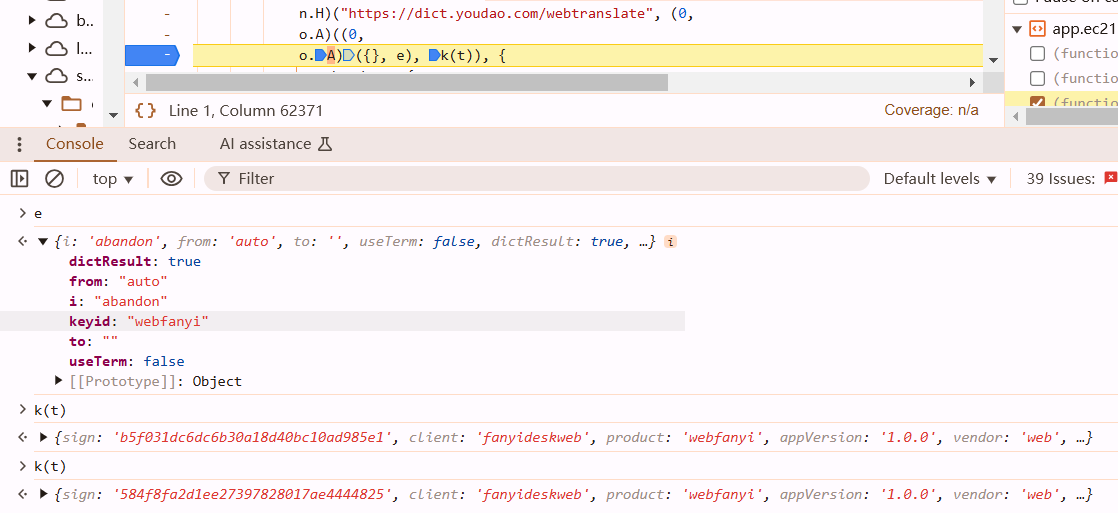 n.H)("https://dict.youdao.com/webtranslate", (0,
b...
o.A)((0,
l...
o.A)({}, e), k(t)), {
s...
app.ec21
(functio
(functio
(functio
{} Line 1, Column 62371
Coverage: n/a
Console Search AI assistance
top ▼ Filter Default levels ▼ 39 Issues:
> e
▼ {i: 'abandon', from: 'auto', to: '', useTerm: false, dictResult: true, …} i
dictResult: true
from: "auto"
i: "abandon"
keyid: "webfanyi"
to: ""
useTerm: false
▶ [[Prototype]]: Object
> k(t)
▶ {sign: 'b5f031dc6dc6b30a18d40bc10ad985e1', client: 'fanyideskweb', product: 'webfanyi', appVersion: '1.0.0', vendor: 'web', …}
> k(t)
▶ {sign: '584f8fa2d1ee27397828017ae4444825', client: 'fanyideskweb', product: 'webfanyi', appVersion: '1.0.0', vendor: 'web', …}